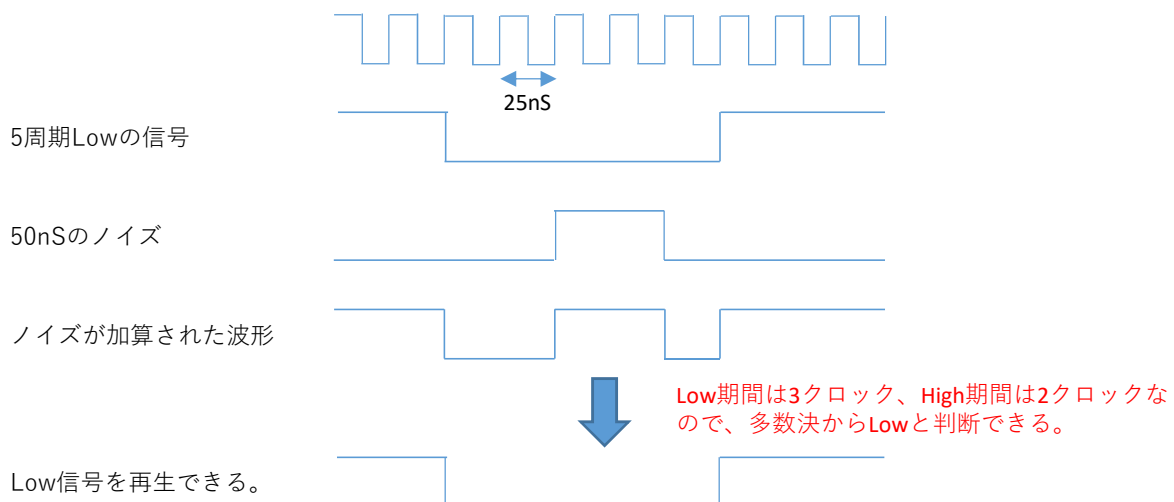 25nS
5周期Lowの信号
50nSのノイズ
ノイズが加算された波形
Low期間は3クロック、High期間は2クロックな
ので、多数決からLowと判断できる。
Low信号を再生できる。